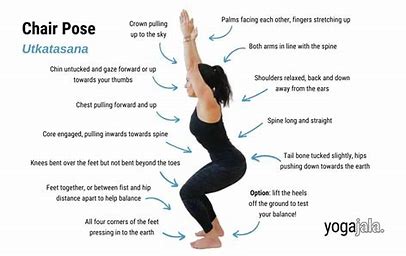 Chair Pose
Utkatasana
Crown pulling
up to the sky
Palms facing each other, fingers stretching up
Both arms in line with the spine
Chin untucked and gaze forward or up
towards your thumbs
Shoulders relaxed, back and down
away from the ears
Chest pulling forward and up
Spine long and straight
Core engaged, pulling inwards towards spine
Knees bent over the feet but not bent beyond the toes
Tail bone tucked slightly, hips
pushing down towards the earth
Feet together, or between fist and hip
distance apart to help balance
Option: lift the heels
off the ground to test
your balance!
All four corners of the feet
pressing in to the earth
yogajala.